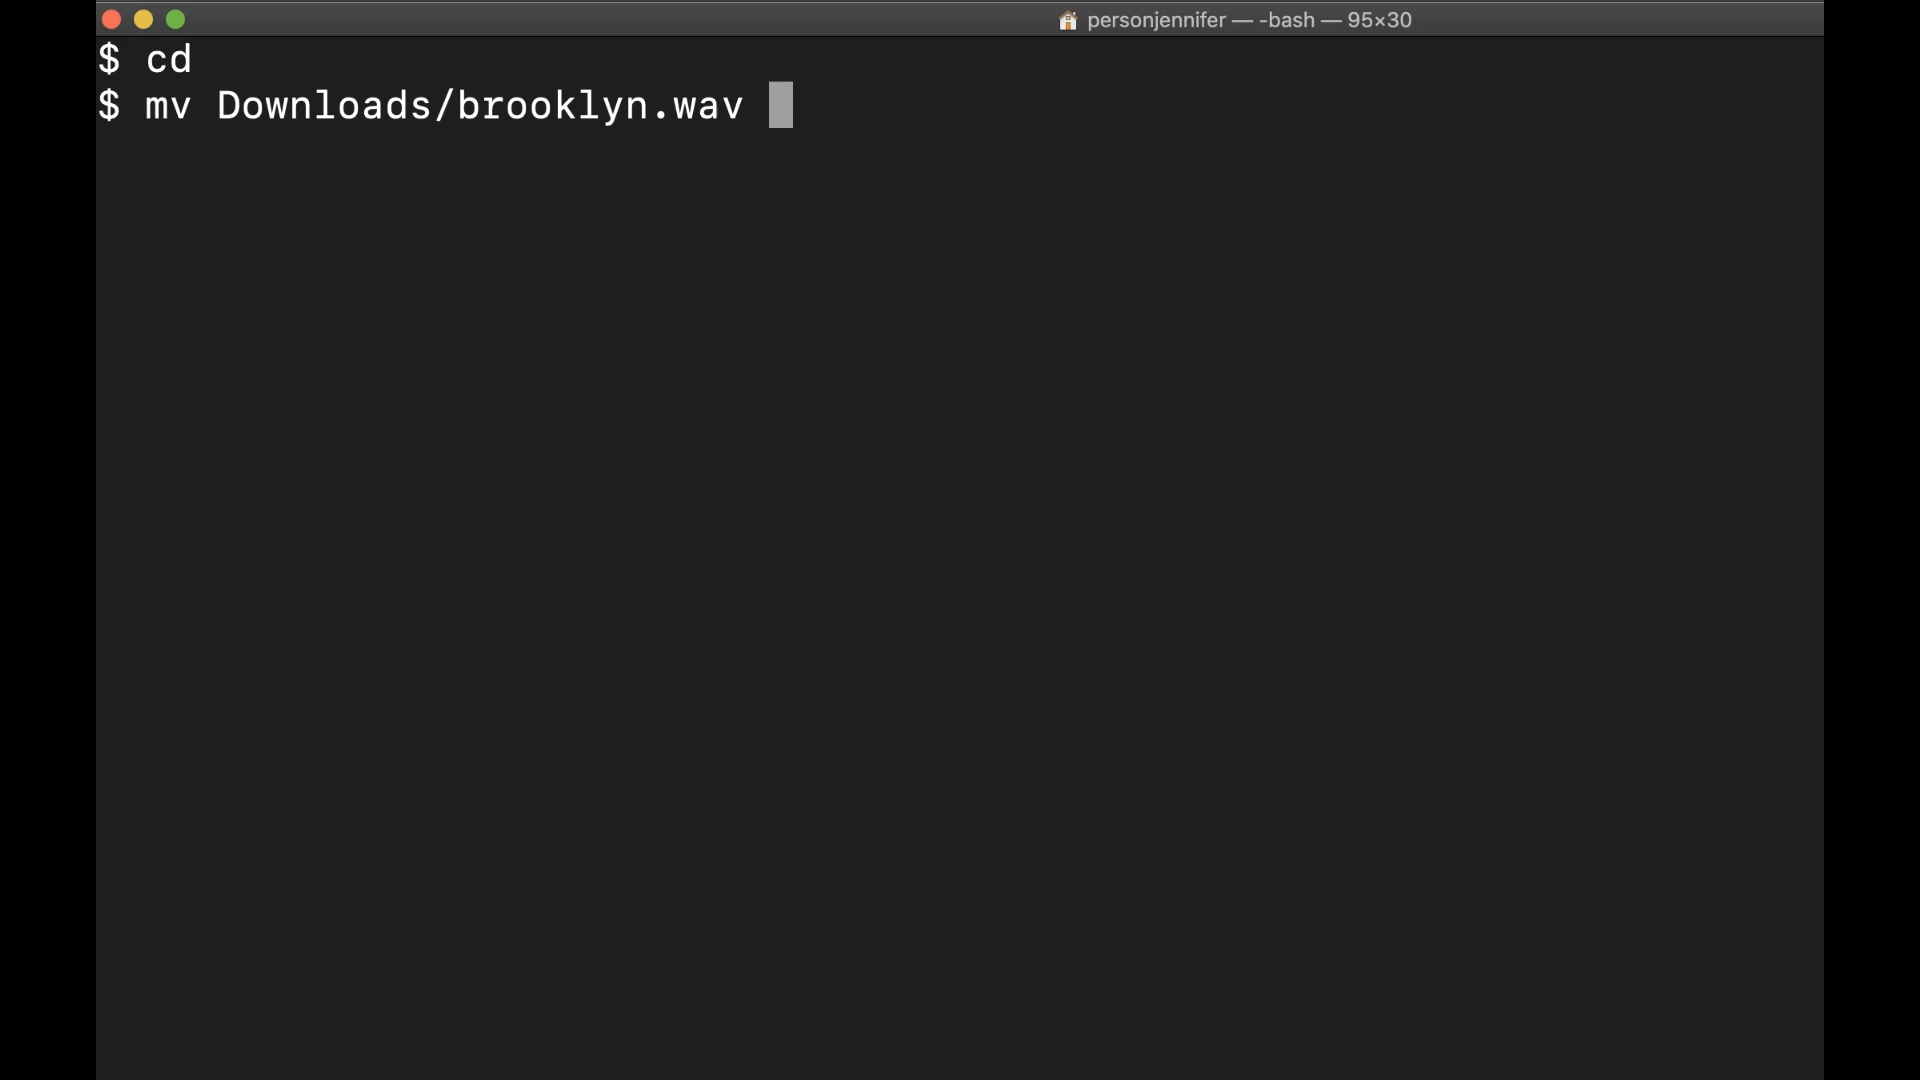 personjennifer — -bash — 95×30
$ cd
$ mv Downloads/brooklyn.wav